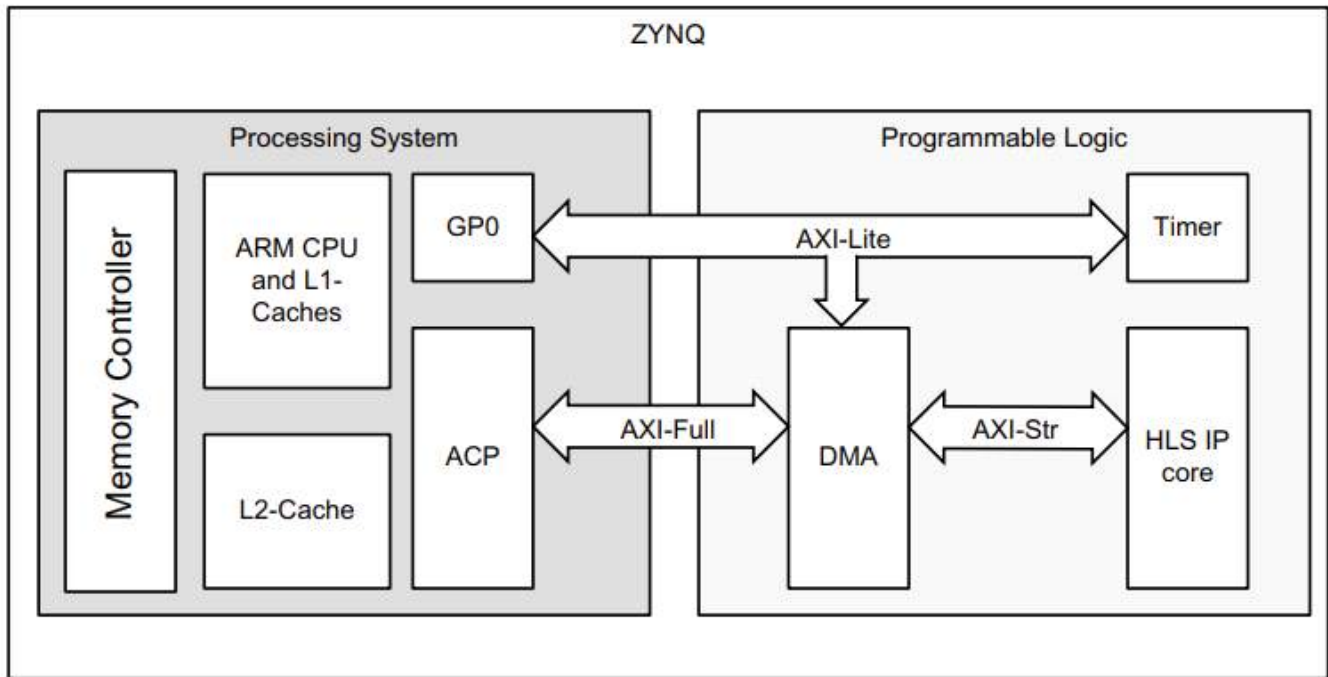 ZYNQ
Processing System
Memory Controller
ARM CPU
and L1-
Caches
L2-Cache
GP0
ACP
AXI-Lite
AXI-Full
Programmable Logic
Timer
DMA
AXI-Str
HLS IP
core